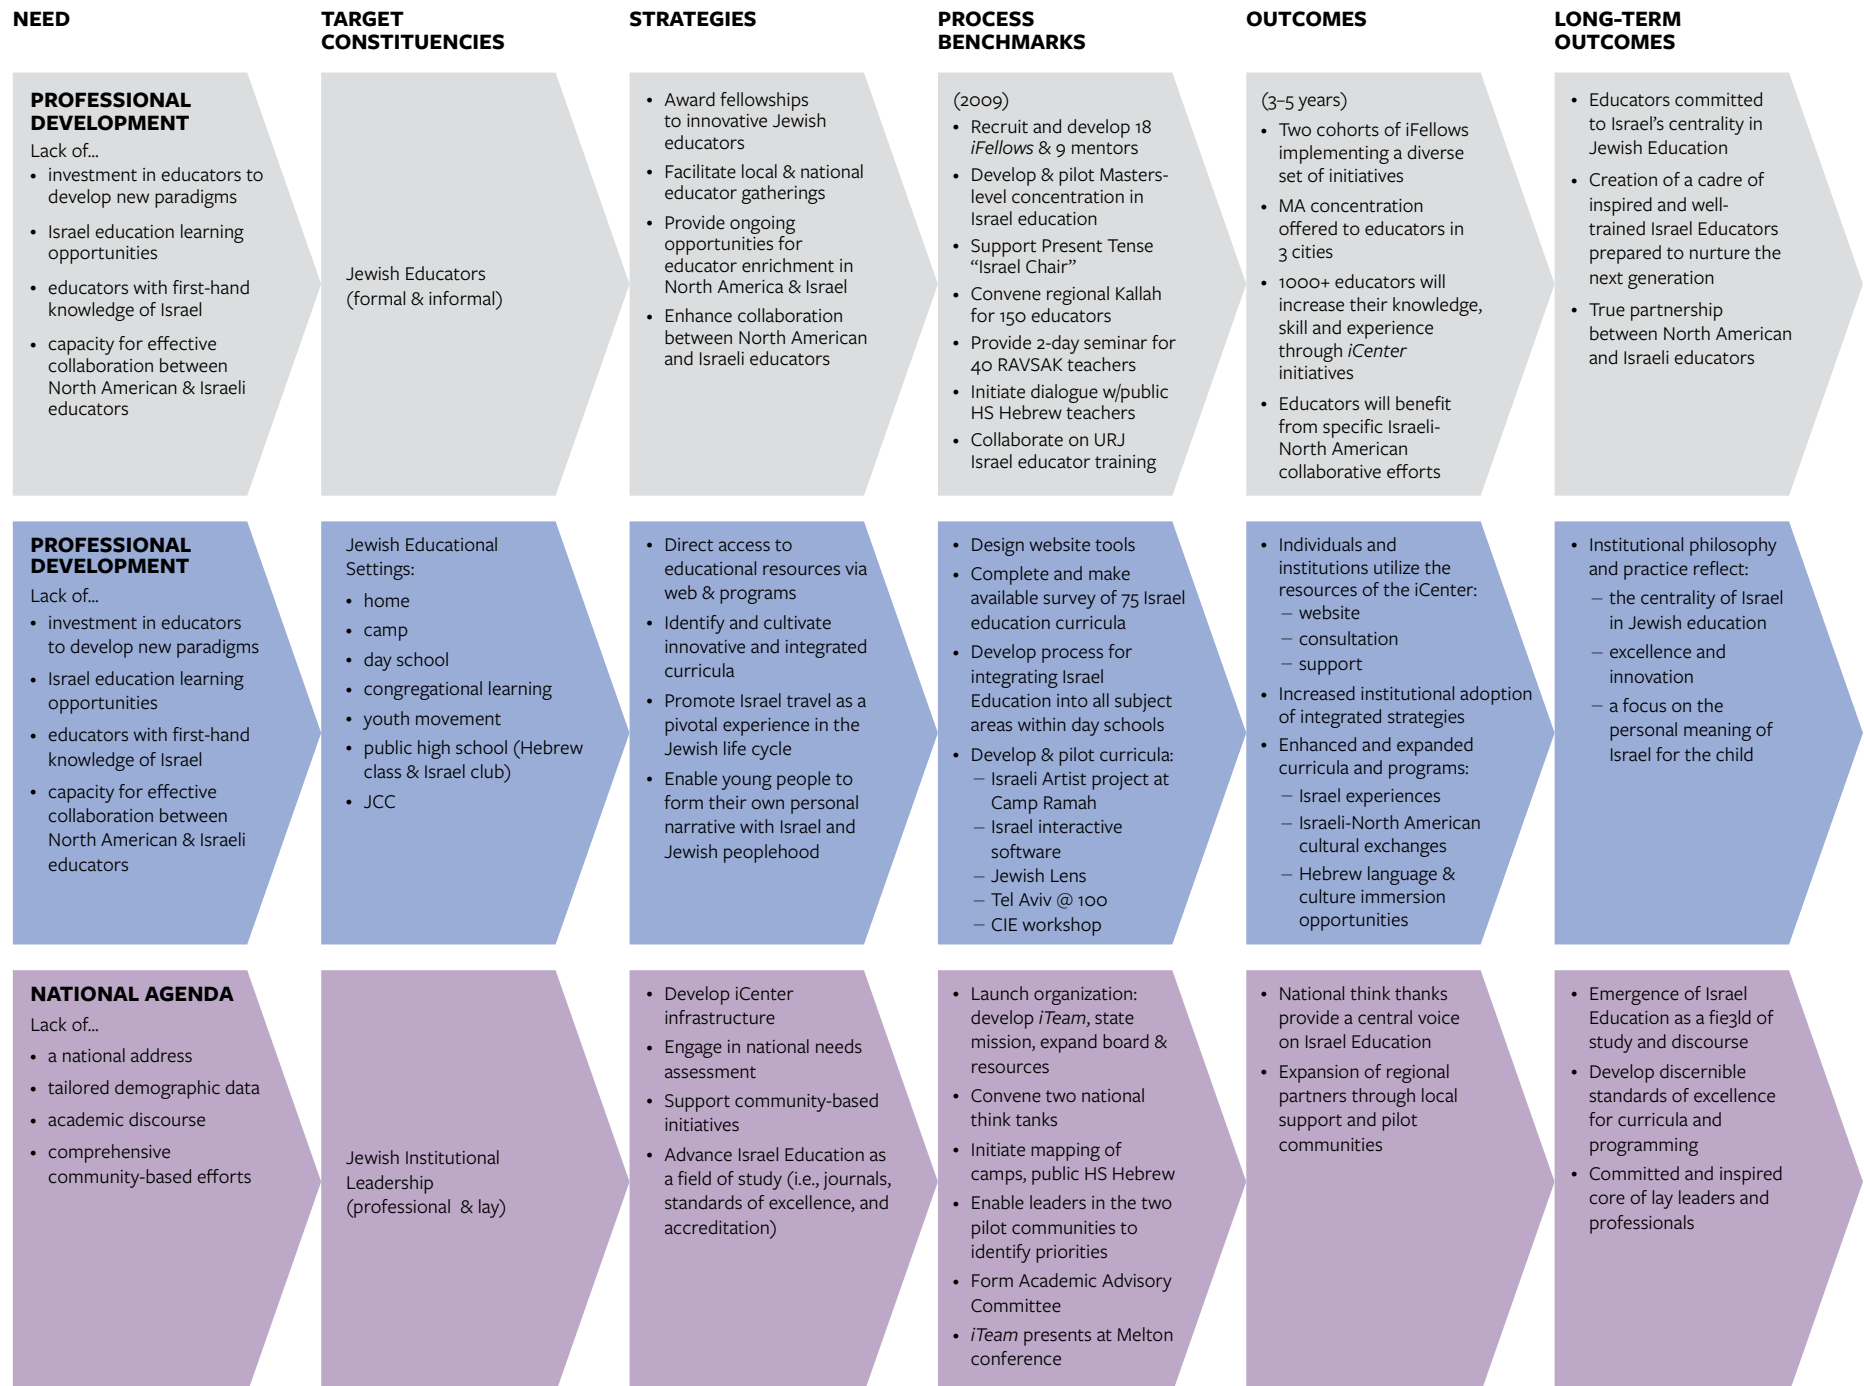 NEED
TARGET
CONSTITUENCIES
STRATEGIES
PROCESS
BENCHMARKS
OUTCOMES
LONG-TERM
OUTCOMES
PROFESSIONAL
DEVELOPMENT
Lack of...
• investment in educators to
develop new paradigms
• Israel education learning
opportunities
• educators with first-hand
knowledge of Israel
• capacity for effective
collaboration between
North American & Israeli
educators
Jewish Educators
(formal & informal)
• Award fellowships
to innovative Jewish
educators
• Facilitate local & national
educator gatherings
• Provide ongoing
opportunities for
educator enrichment in
North America & Israel
• Enhance collaboration
between North American
and Israeli educators
(2009)
• Recruit and develop 18
iFellows & 9 mentors
• Develop & pilot Masters-
level concentration in
Israel education
• Support Present Tense
“Israel Chair”
• Convene regional Kallah
for 150 educators
• Provide 2-day seminar for
40 RAVSAK teachers
• Initiate dialogue w/public
HS Hebrew teachers
• Collaborate on URJ
Israel educator training
(3–5 years)
• Two cohorts of iFellows
implementing a diverse
set of initiatives
• MA concentration
offered to educators in
3 cities
• 1000+ educators will
increase their knowledge,
skill and experience
through iCenter
initiatives
• Educators will benefit
from specific Israeli-
North American
collaborative efforts
• Educators committed
to Israel’s centrality in
Jewish Education
• Creation of a cadre of
inspired and well-
trained Israel Educators
prepared to nurture the
next generation
• True partnership
between North American
and Israeli educators
PROFESSIONAL
DEVELOPMENT
Lack of...
• investment in educators
to develop new paradigms
• Israel education learning
opportunities
• educators with first-hand
knowledge of Israel
• capacity for effective
collaboration between
North American & Israeli
educators
Jewish Educational
Settings:
• home
• camp
• day school
• congregational learning
• youth movement
• public high school (Hebrew
class & Israel club)
• JCC
• Direct access to
educational resources via
web & programs
• Identify and cultivate
innovative and integrated
curricula
• Promote Israel travel as a
pivotal experience in the
Jewish life cycle
• Enable young people to
form their own personal
narrative with Israel and
Jewish peoplehood
• Design website tools
• Complete and make
available survey of 75 Israel
education curricula
• Develop process for
integrating Israel
Education into all subject
areas within day schools
• Develop & pilot curricula:
– Israeli Artist project at
Camp Ramah
– Israel interactive
software
– Jewish Lens
– Tel Aviv @ 100
– CIE workshop
• Individuals and
institutions utilize the
resources of the iCenter:
– website
– consultation
– support
• Increased institutional adoption
of integrated strategies
• Enhanced and expanded
curricula and programs:
– Israel experiences
– Israeli-North American
cultural exchanges
– Hebrew language &
culture immersion
opportunities
• Institutional philosophy
and practice reflect:
– the centrality of Israel
in Jewish education
– excellence and
innovation
– a focus on the
personal meaning of
Israel for the child
NATIONAL AGENDA
Lack of...
• a national address
• tailored demographic data
• academic discourse
• comprehensive
community-based efforts
Jewish Institutional
Leadership
(professional & lay)
• Develop iCenter
infrastructure
• Engage in national needs
assessment
• Support community-based
initiatives
• Advance Israel Education as
a field of study (i.e., journals,
standards of excellence, and
accreditation)
• Launch organization:
develop iTeam, state
mission, expand board &
resources
• Convene two national
think tanks
• Initiate mapping of
camps, public HS Hebrew
• Enable leaders in the two
pilot communities to
identify priorities
• Form Academic Advisory
Committee
• iTeam presents at Melton
conference
• National think thanks
provide a central voice
on Israel Education
• Expansion of regional
partners through local
support and pilot
communities
• Emergence of Israel
Education as a fie3ld of
study and discourse
• Develop discernible
standards of excellence
for curricula and
programming
• Committed and inspired
core of lay leaders and
professionals